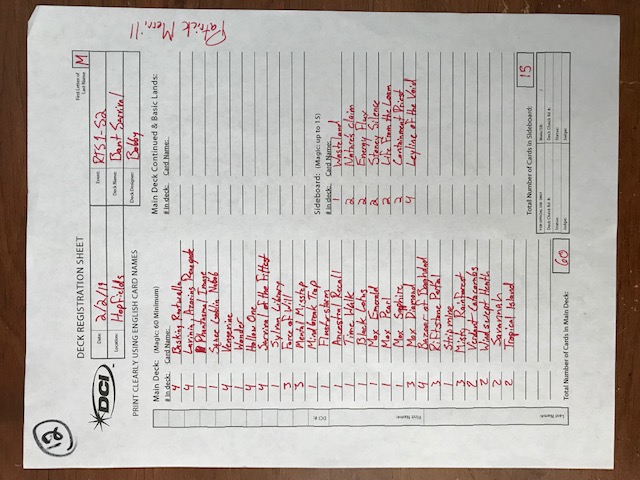 12
DECK REGISTRATION SHEET
First Letter of Last Name M
DCI
Date: 2/2/19
Event: RTS1-S2
Location: Hopfields
Deck Name: Bant Survival
Deck Designer: Bobby
PRINT CLEARLY USING ENGLISH CARD NAMES
Patrick Merrill
Main Deck: (Magic: 60 Minimum)
# in deck: Card Name:
4 Basking Rootwalla
4 Lavinia, Azorius Renegade
1 Phantasmal Image
1 Squee Goblin Nabob
4 Vengevine
1 Wonder
4 Hollow One
4 Survival of the Fittest
1 Sylvan Library
3 Force of Will
3 Mental Misstep
1 Mindbreak Trap
1 Flusterstorm
1 Ancestral Recall
1 Time Walk
1 Black Lotus
1 Mox Emerald
1 Mox Pearl
1 Mox Sapphire
3 Mox Diamond
4 Bazaar of Baghdad
3 Riftstone Portal
1 Stripmine
3 Misty Rainforest
2 Verdant Catacombs
2 Windswept Heath
2 Savannah
2 Tropical Island
Total Number of Cards in Main Deck: 60
Main Deck Continued & Basic Lands:
# in deck: Card Name:
Sideboard: (Magic: up to 15)
# in deck: Card Name:
1 Wasteland
2 Nature's Claim
2 Energy Flux
2 Stoney Silence
2 Life From the Loam
2 Containment Priest
4 Leyline of the Void
Total Number of Cards in Sideboard: 15
FOR OFFICIAL USE ONLY
Deck Check Rd #: Deck Check Rd #:
Status: Status:
Judge: Judge:
DCI #:
First Name:
Last Name: